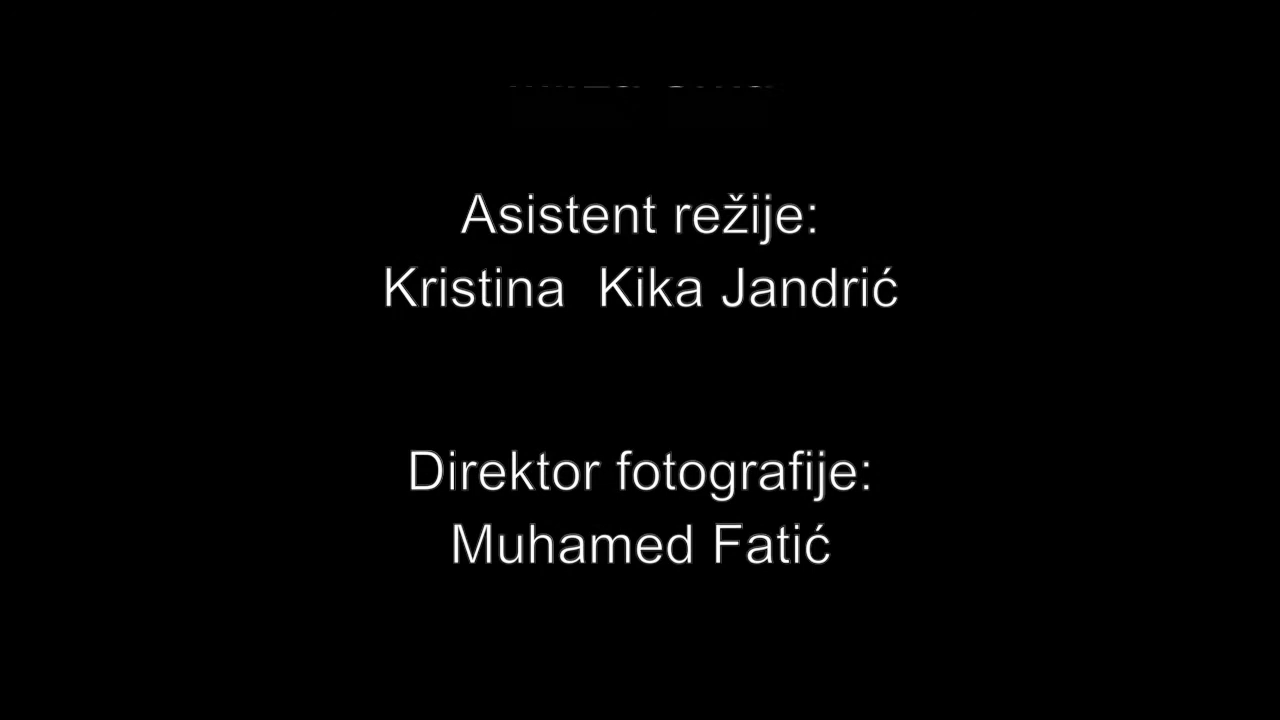 Asistent režije:
Kristina  Kika Jandrić
Direktor fotografije:
Muhamed Fatić